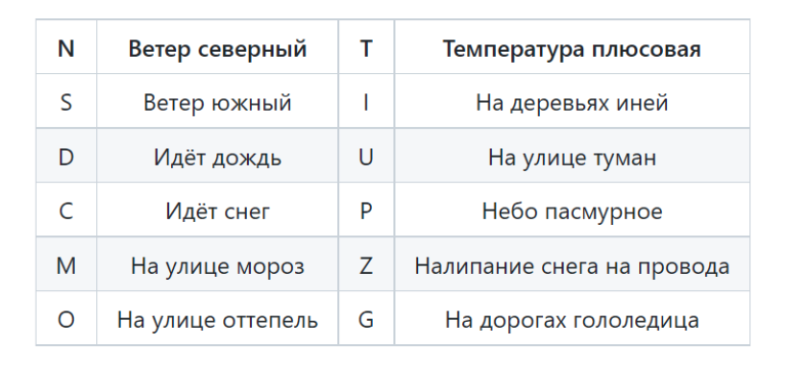 N Ветер северный T Температура плюсовая
S Ветер южный I На деревьях иней
D Идёт дождь U На улице туман
C Идёт снег P Небо пасмурное
M На улице мороз Z Налипание снега на провода
O На улице оттепель G На дорогах гололедица